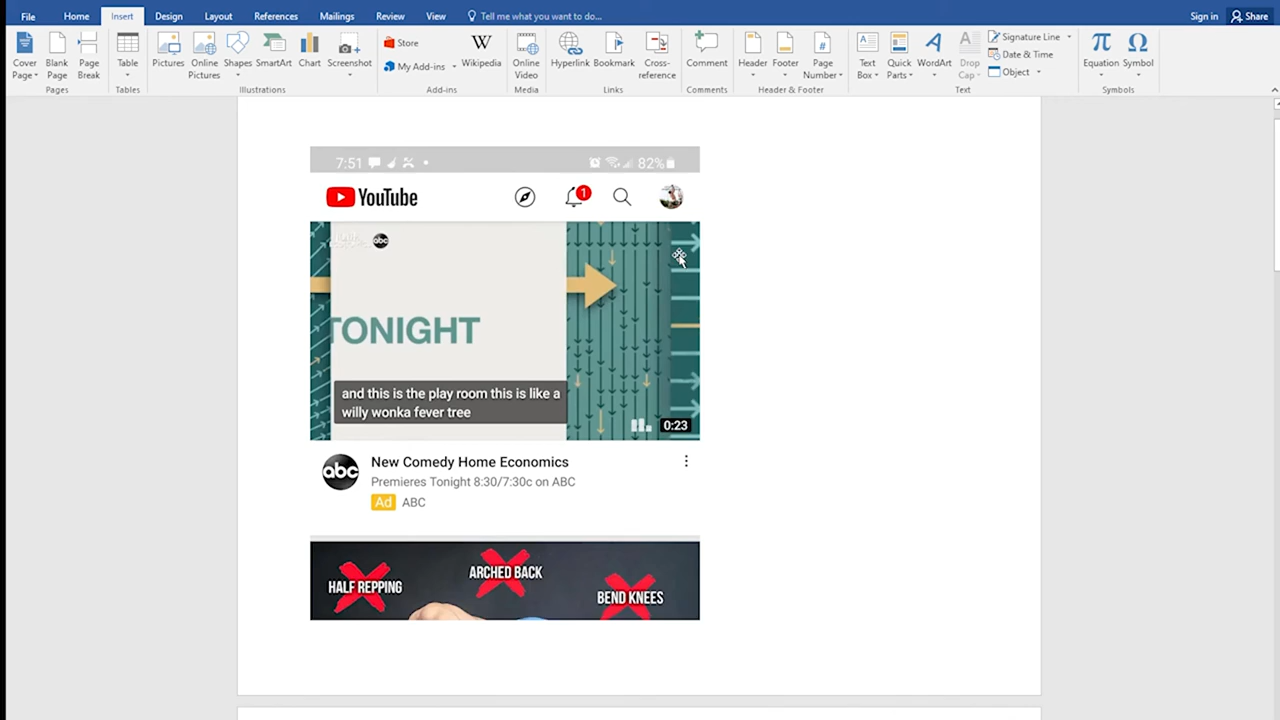 File Home Insert Design Layout References Mailings Review View Tell me what you want to do... Sign in Share
Cover Page Blank Page Page Break Table Pictures Online Pictures Shapes SmartArt Chart Screenshot Store My Add-ins Wikipedia Online Video Hyperlink Bookmark Cross-reference Comment Header Footer Page Number Text Box Quick Parts WordArt Drop Cap Signature Line Date & Time Object Equation Symbol
Pages Tables Illustrations Add-ins Media Links Comments Header & Footer Text Symbols
7:51 82%
YouTube 1
abc
TONIGHT
and this is the play room this is like a
willy wonka fever tree
0:23
abc New Comedy Home Economics
Premieres Tonight 8:30/7:30c on ABC
Ad ABC
HALF REPPING ARCHED BACK BEND KNEES